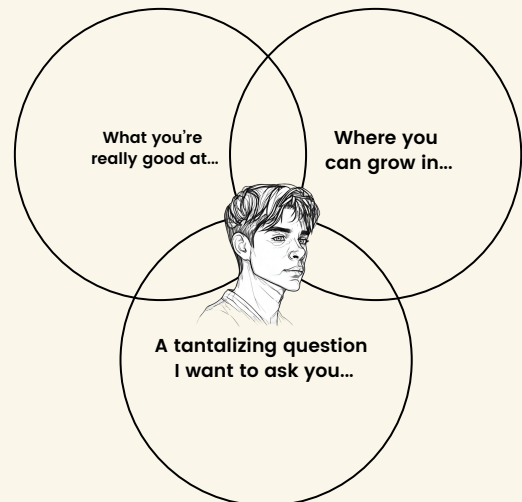 What you’re
really good at...
Where you
can grow in...
A tantalizing question
I want to ask you...